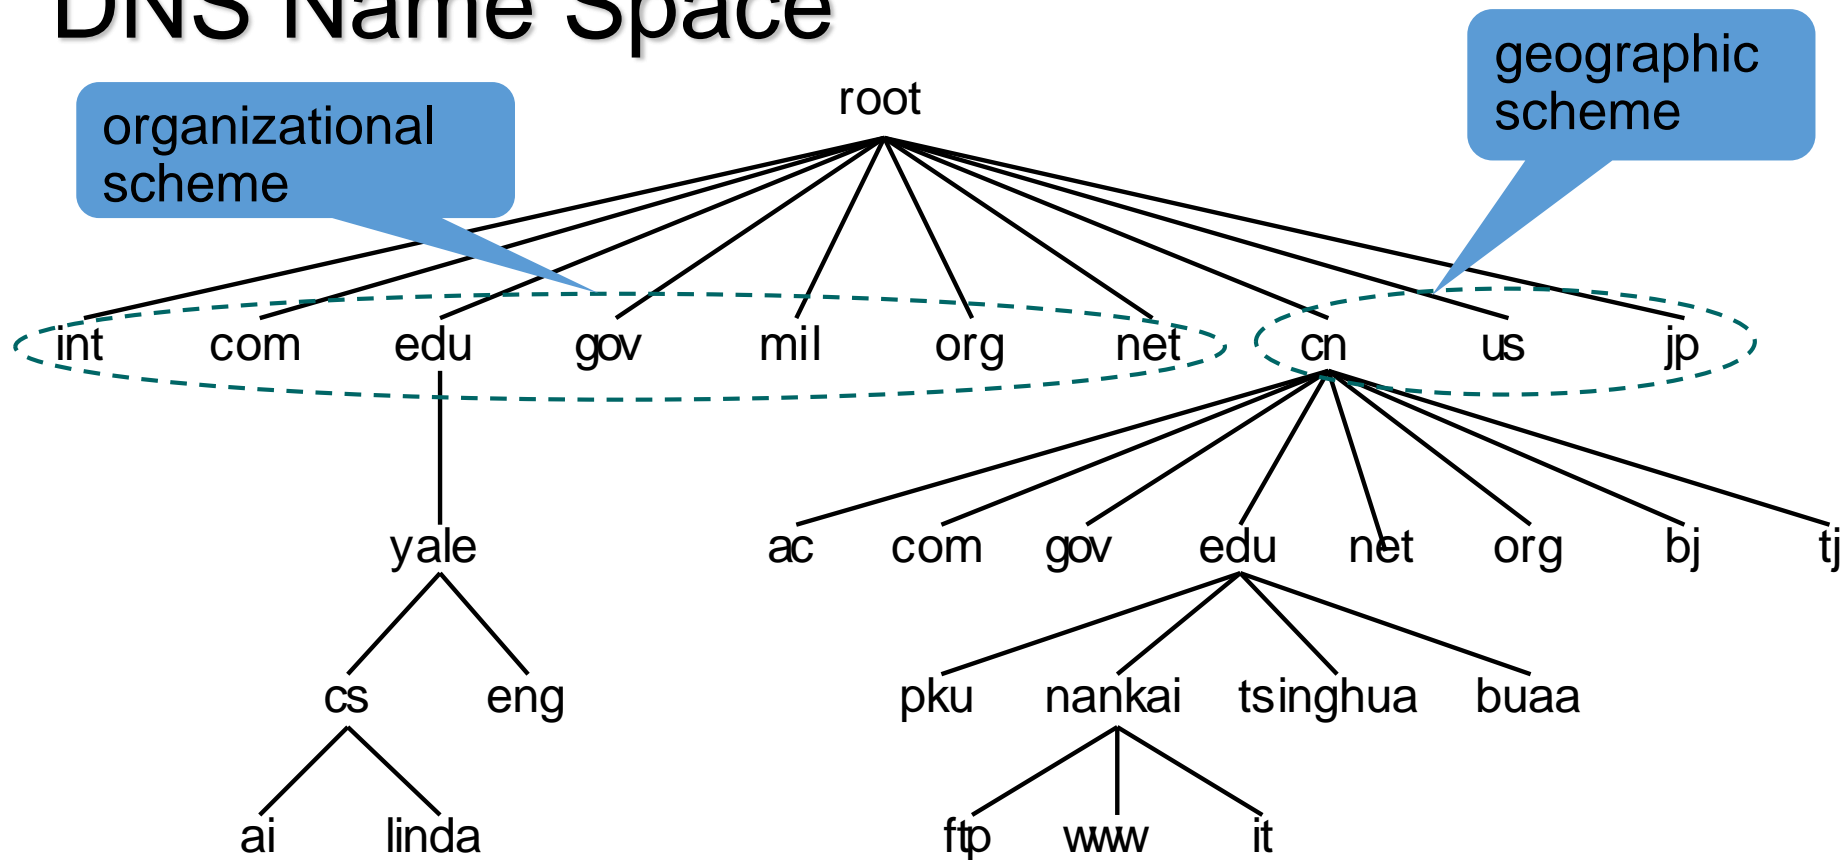 DNS Name Space
geographic
scheme
organizational
scheme
root
int com edu gov mil org net cn us jp
yale ac com gov edu net org bj tj
cs eng pku nankai tsinghua buaa
ai linda ftp www it